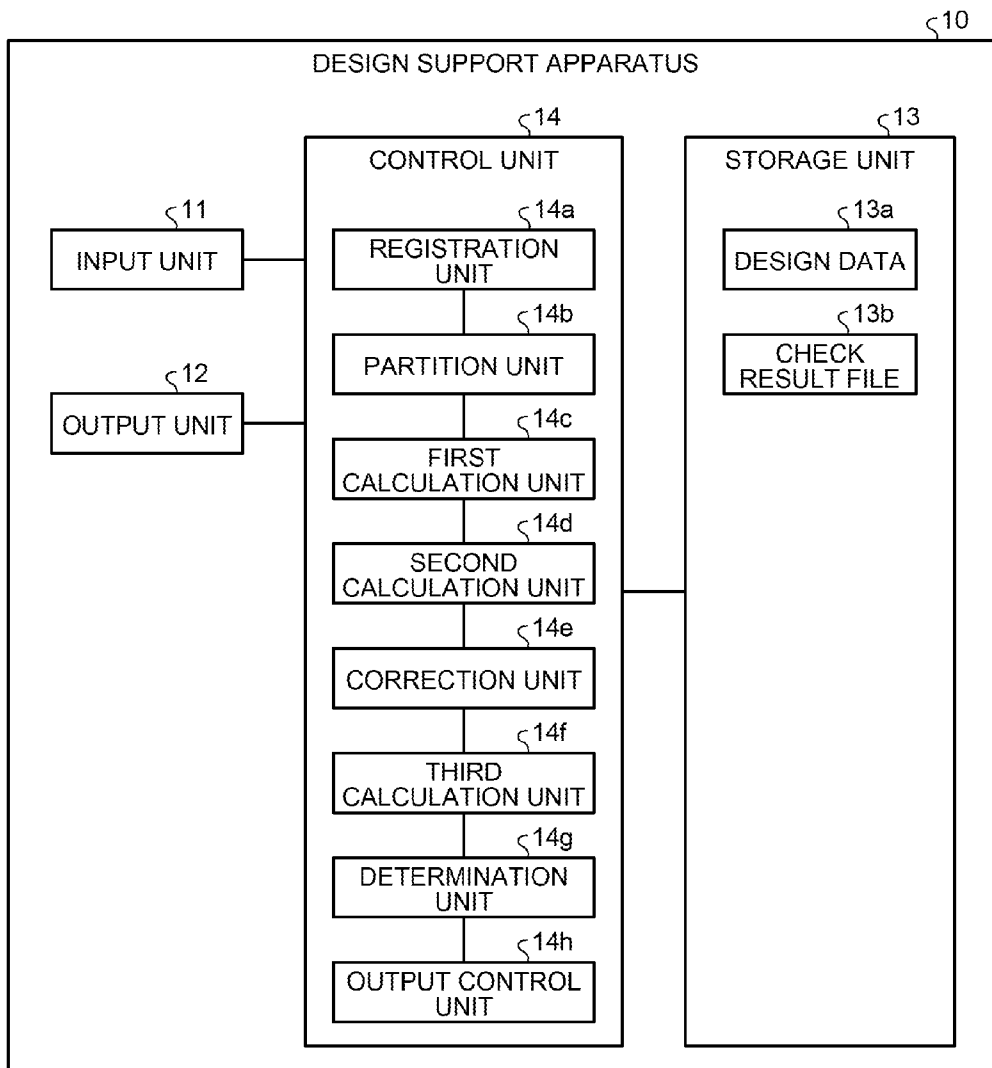 10
DESIGN SUPPORT APPARATUS
14
CONTROL UNIT
13
STORAGE UNIT
11
INPUT UNIT
12
OUTPUT UNIT
14a
REGISTRATION
UNIT
14b
PARTITION UNIT
14c
FIRST
CALCULATION UNIT
14d
SECOND
CALCULATION UNIT
14e
CORRECTION UNIT
14f
THIRD
CALCULATION UNIT
14g
DETERMINATION
UNIT
14h
OUTPUT CONTROL
UNIT
13a
DESIGN DATA
13b
CHECK
RESULT FILE